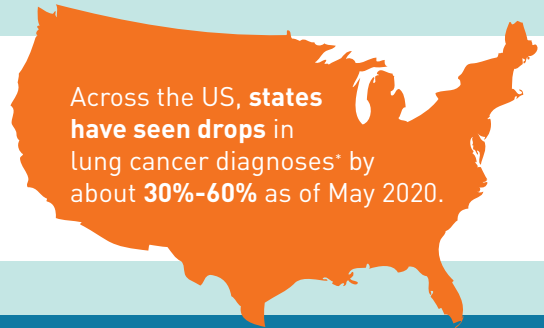 Across the US, states
have seen drops in
lung cancer diagnoses* by
about 30%-60% as of May 2020.